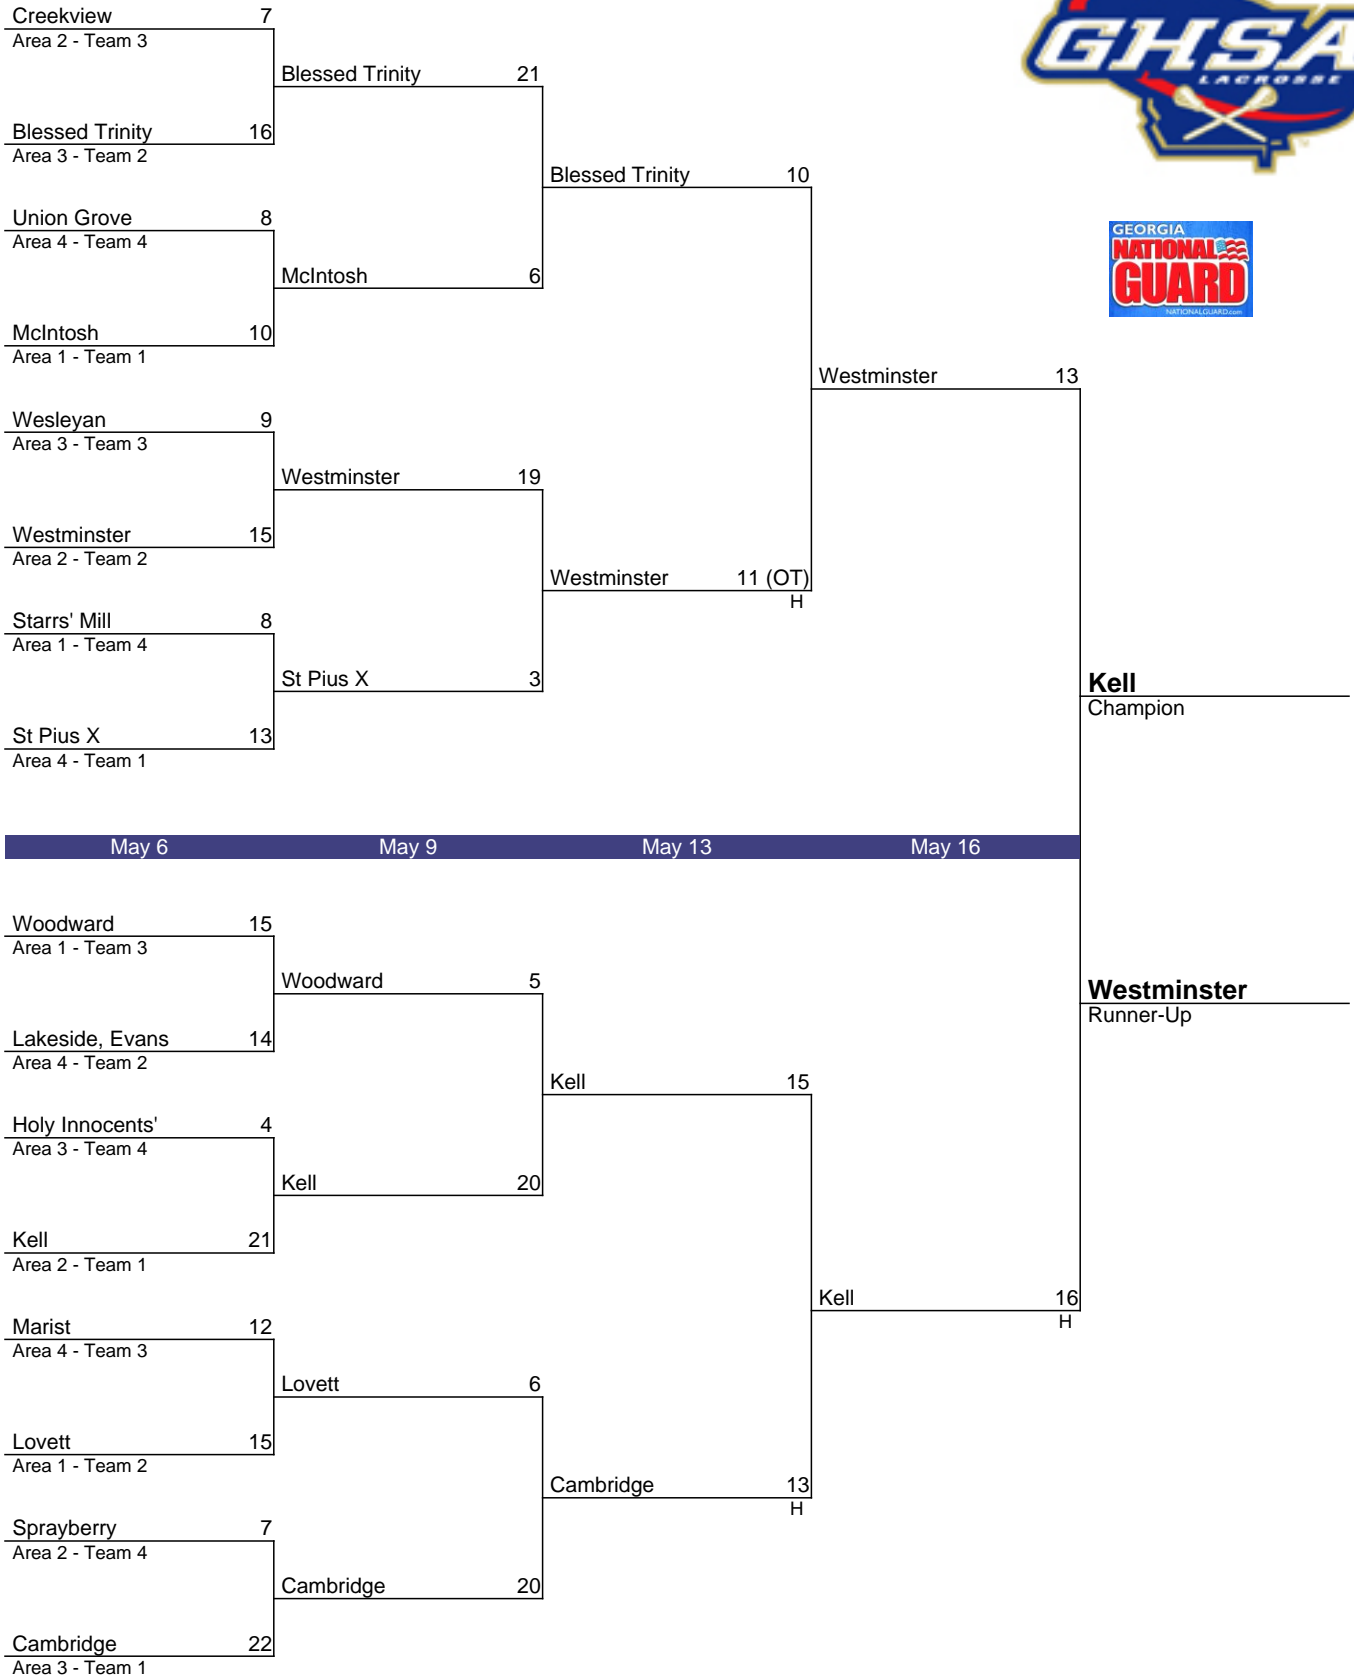 GHSA
LACROSSE
TM
GEORGIA
NATIONAL
GUARD
NATIONALGUARD.com
Creekview 7
Area 2 - Team 3
Blessed Trinity 21
Blessed Trinity 16
Area 3 - Team 2
Blessed Trinity 10
Union Grove 8
Area 4 - Team 4
McIntosh 6
McIntosh 10
Area 1 - Team 1
Westminster 13
Wesleyan 9
Area 3 - Team 3
Westminster 19
Westminster 15
Area 2 - Team 2
Westminster 11 (OT)
H
Starrs' Mill 8
Area 1 - Team 4
St Pius X 3
Kell
Champion
St Pius X 13
Area 4 - Team 1
May 6 May 9 May 13 May 16
Woodward 15
Area 1 - Team 3
Woodward 5
Westminster
Runner-Up
Lakeside, Evans 14
Area 4 - Team 2
Kell 15
Holy Innocents' 4
Area 3 - Team 4
Kell 20
Kell 21
Area 2 - Team 1
Kell 16
H
Marist 12
Area 4 - Team 3
Lovett 6
Lovett 15
Area 1 - Team 2
Cambridge 13
H
Sprayberry 7
Area 2 - Team 4
Cambridge 20
Cambridge 22
Area 3 - Team 1